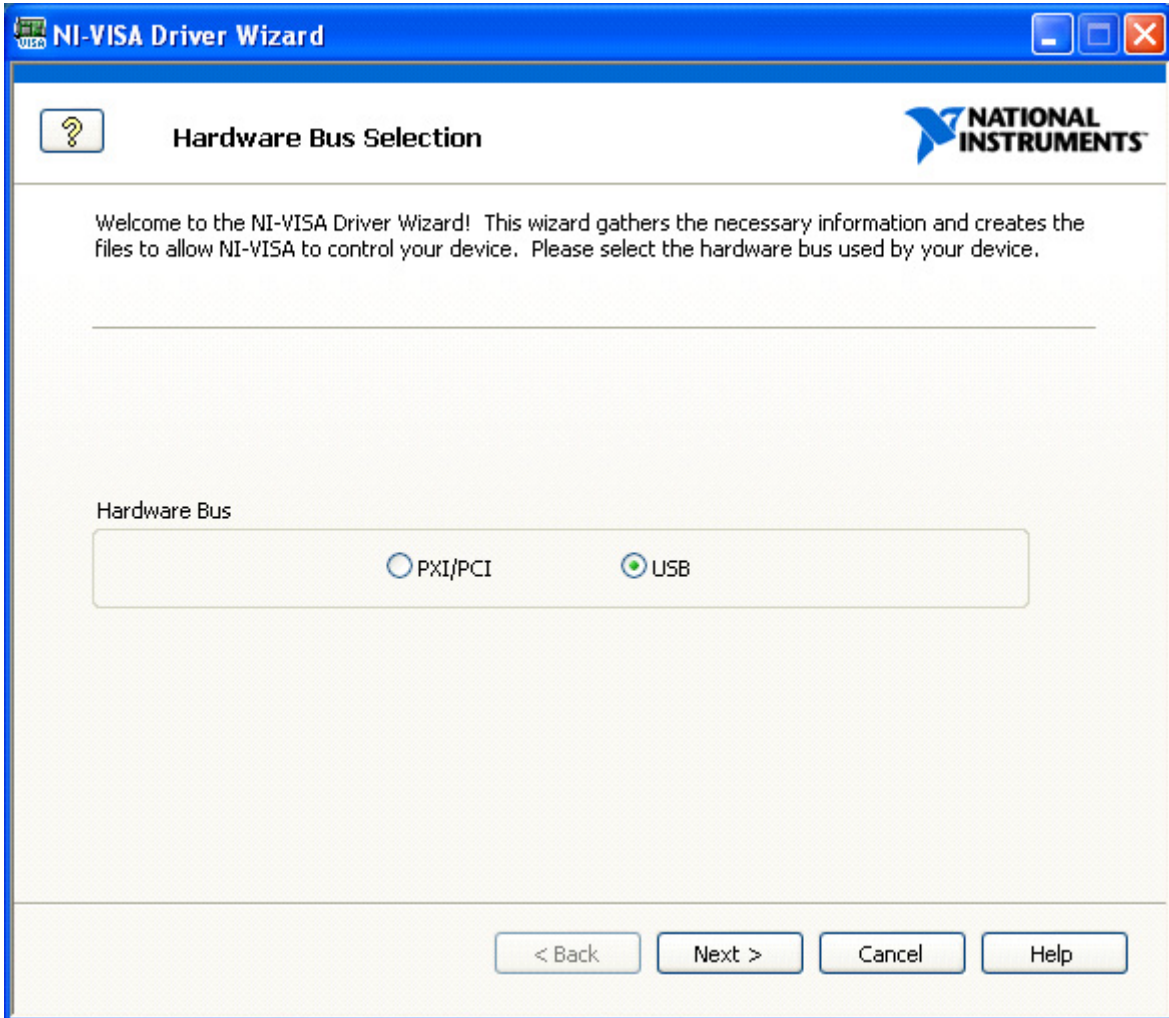 NI-VISA Driver Wizard
Hardware Bus Selection
NATIONAL
INSTRUMENTS™
Welcome to the NI-VISA Driver Wizard! This wizard gathers the necessary information and creates the
files to allow NI-VISA to control your device. Please select the hardware bus used by your device.
Hardware Bus
PXI/PCI USB
< Back Next > Cancel Help